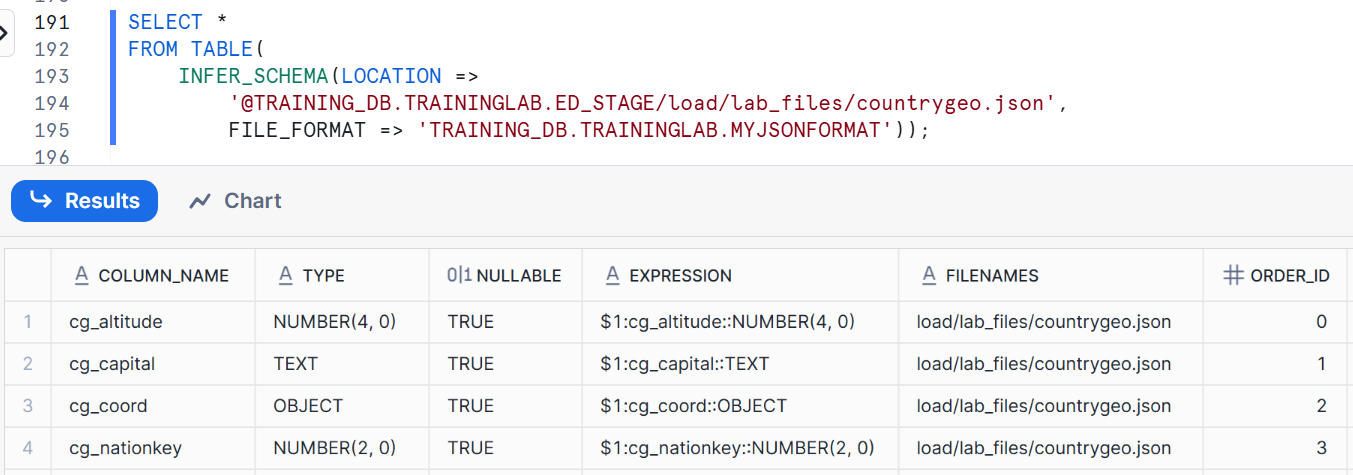 191 SELECT *
192 FROM TABLE(
193 INFER_SCHEMA(LOCATION =>
194 '@TRAINING_DB.TRAININGLAB.ED_STAGE/load/lab_files/countrygeo.json',
195 FILE_FORMAT => 'TRAINING_DB.TRAININGLAB.MYJSONFORMAT'));
196
Results Chart
COLUMN_NAME TYPE 0|1 NULLABLE EXPRESSION FILENAMES ORDER_ID
1 cg_altitude NUMBER(4, 0) TRUE $1:cg_altitude::NUMBER(4, 0) load/lab_files/countrygeo.json 0
2 cg_capital TEXT TRUE $1:cg_capital::TEXT load/lab_files/countrygeo.json 1
3 cg_coord OBJECT TRUE $1:cg_coord::OBJECT load/lab_files/countrygeo.json 2
4 cg_nationkey NUMBER(2, 0) TRUE $1:cg_nationkey::NUMBER(2, 0) load/lab_files/countrygeo.json 3